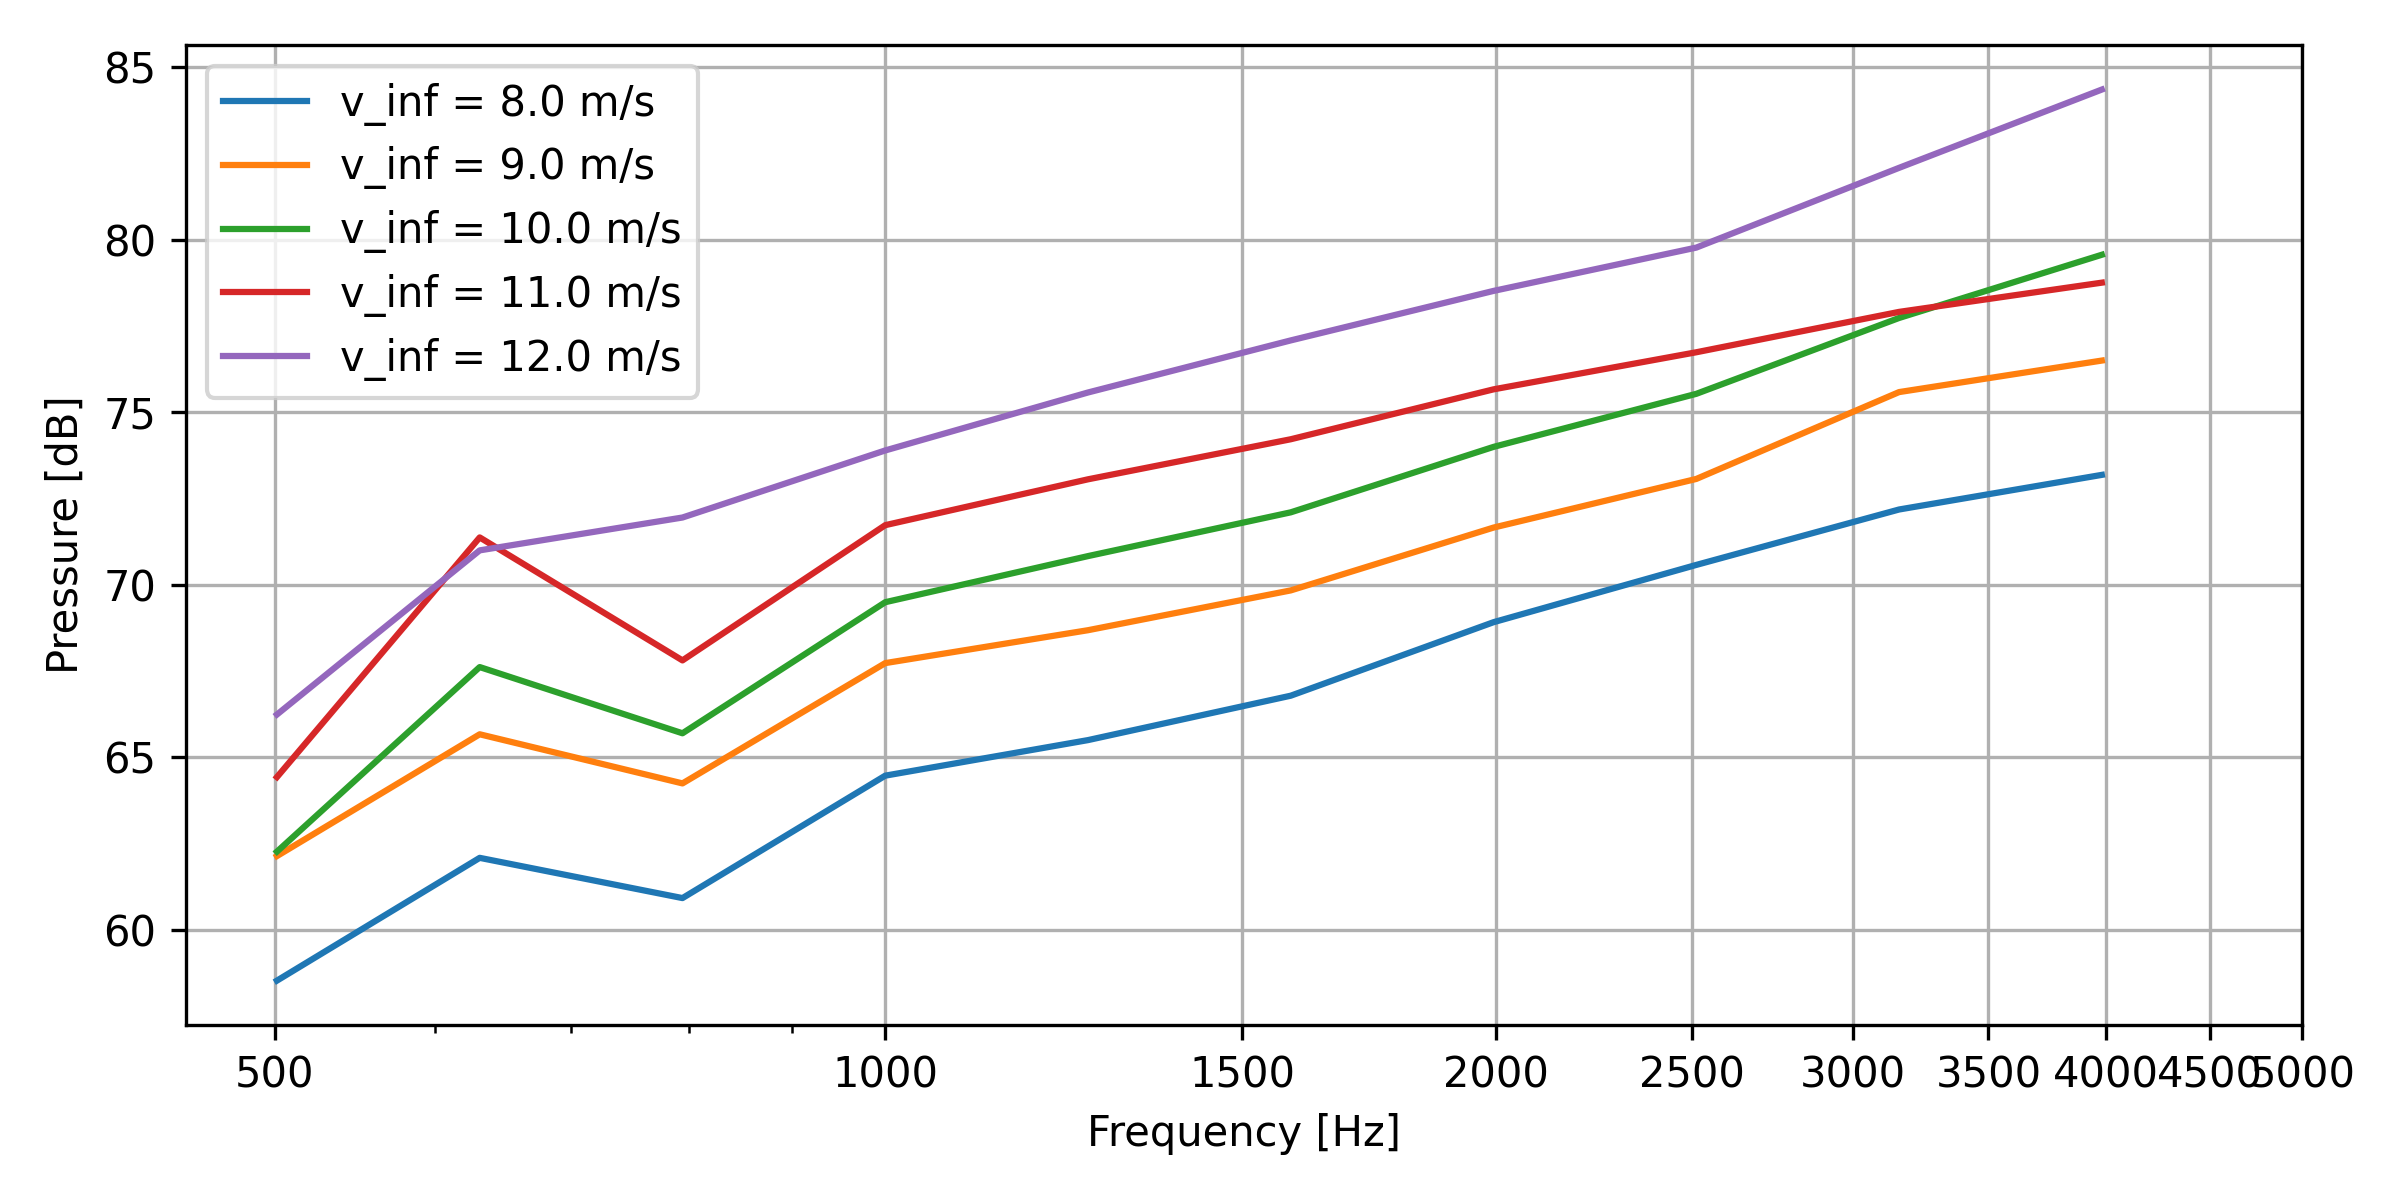 85
80
75
70
65
60
Pressure [dB]
v_inf = 8.0 m/s
v_inf = 9.0 m/s
v_inf = 10.0 m/s
v_inf = 11.0 m/s
v_inf = 12.0 m/s
500 1000 1500 2000 2500 3000 3500 4000 4500 5000
Frequency [Hz]